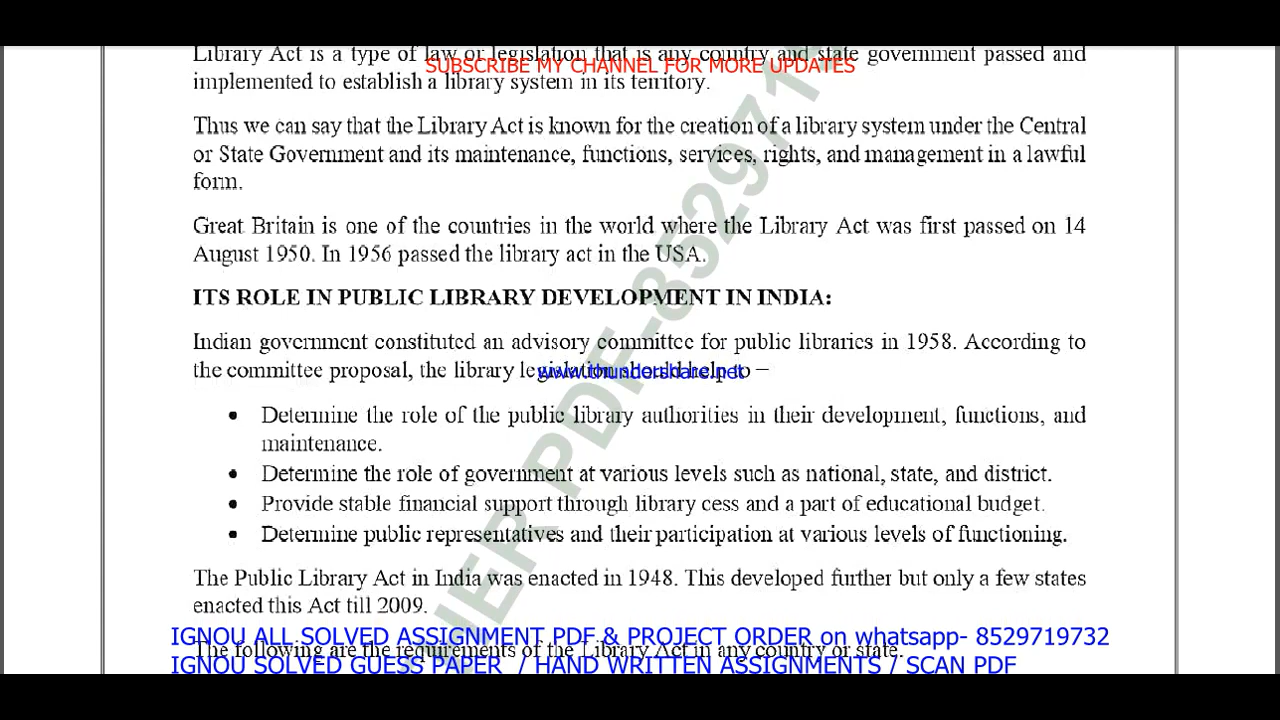 Library Act is a type of law or legislation that is any country and state government passed and
SUBSCRIBE MY CHANNEL FOR MORE UPDATES
implemented to establish a library system in its territory.
Thus we can say that the Library Act is known for the creation of a library system under the Central
or State Government and its maintenance, functions, services, rights, and management in a lawful
form.
Great Britain is one of the countries in the world where the Library Act was first passed on 14
August 1950. In 1956 passed the library act in the USA.
ITS ROLE IN PUBLIC LIBRARY DEVELOPMENT IN INDIA:
Indian government constituted an advisory committee for public libraries in 1958. According to
the committee proposal, the library legislation should help to –
www.thundershare.net
• Determine the role of the public library authorities in their development, functions, and
maintenance.
• Determine the role of government at various levels such as national, state, and district.
• Provide stable financial support through library cess and a part of educational budget.
• Determine public representatives and their participation at various levels of functioning.
The Public Library Act in India was enacted in 1948. This developed further but only a few states
enacted this Act till 2009.
IGNOU ALL SOLVED ASSIGNMENT PDF & PROJECT ORDER on whatsapp- 8529719732
The following are the requirements of the Library Act in any country or state.
IGNOU SOLVED GUESS PAPER / HAND WRITTEN ASSIGNMENTS / SCAN PDF
PDF-852971